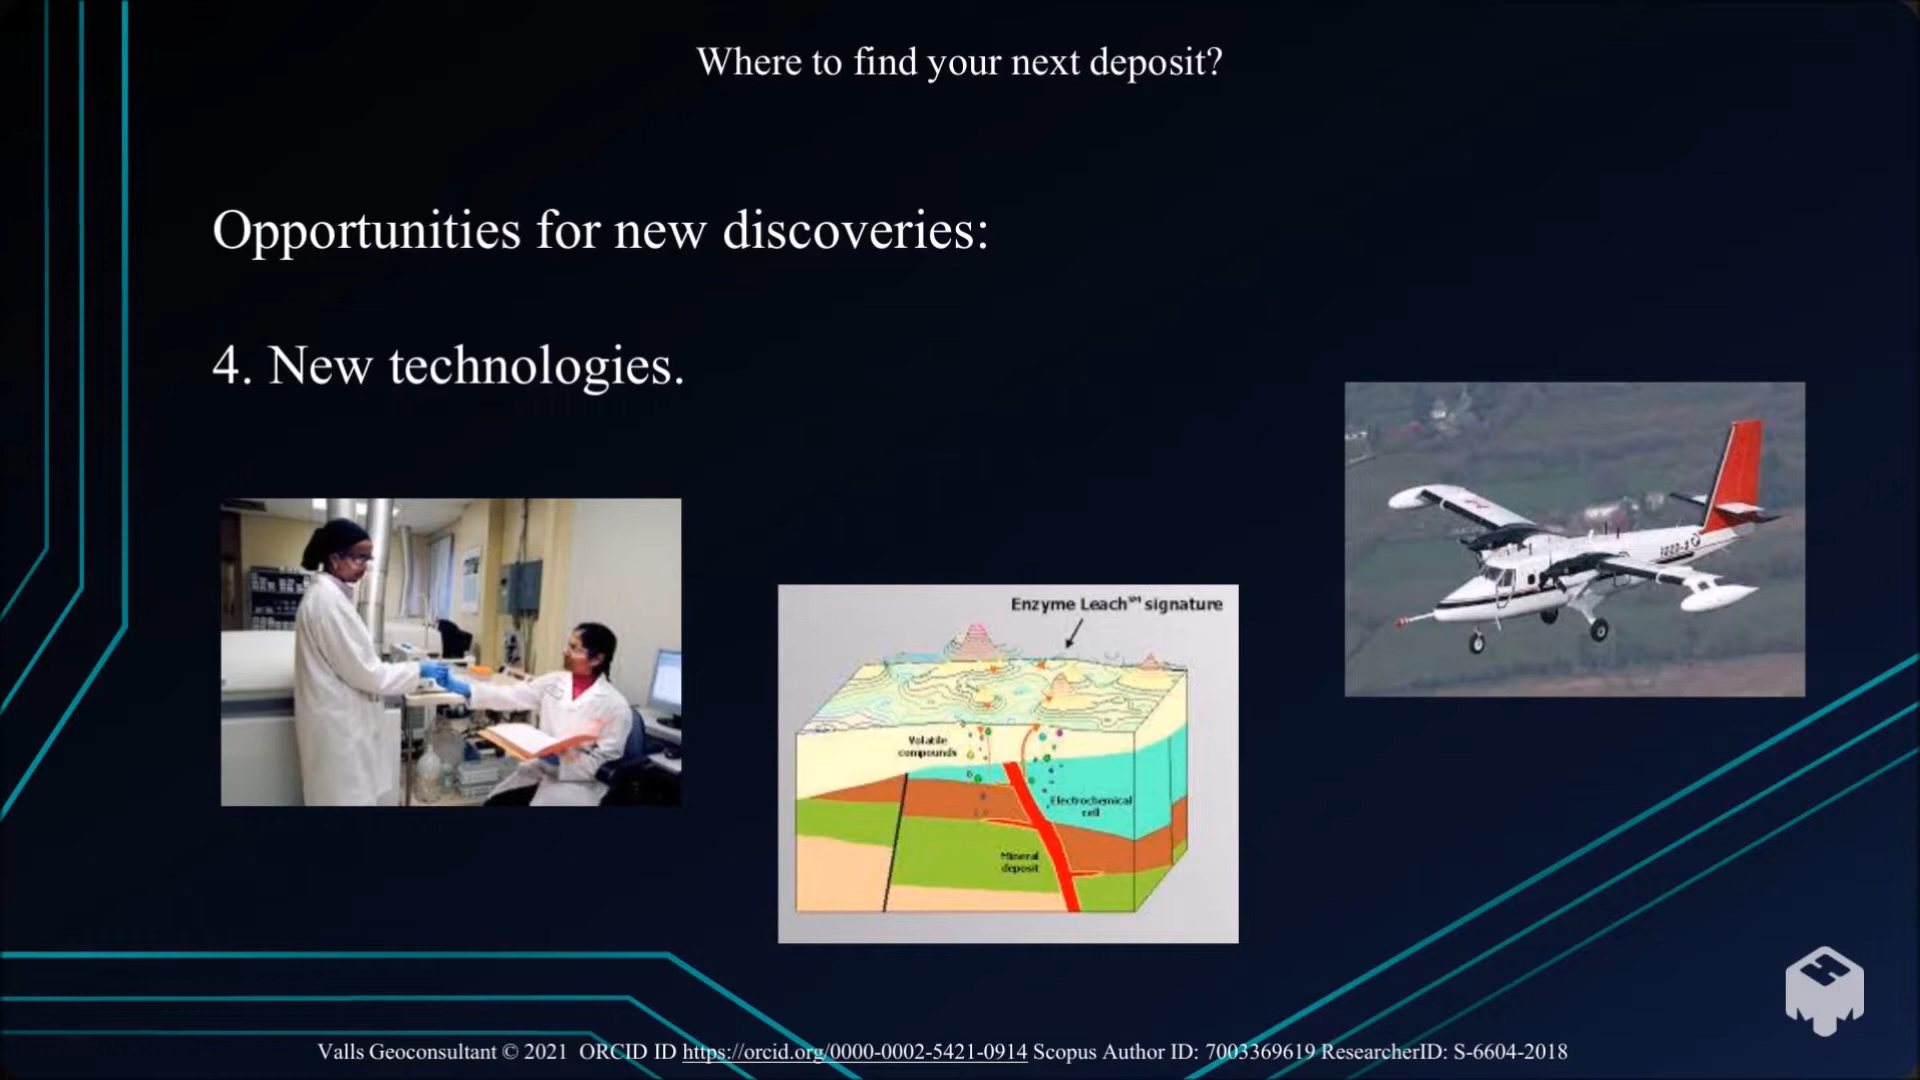 Where to find your next deposit?
Opportunities for new discoveries:
4. New technologies.
Enzyme Leach℠ signature
Volatile
compounds
Electrochemical
cell
Mineral
deposit
Valls Geoconsultant © 2021 ORCID ID https://orcid.org/0000-0002-5421-0914 Scopus Author ID: 7003369619 ResearcherID: S-6604-2018